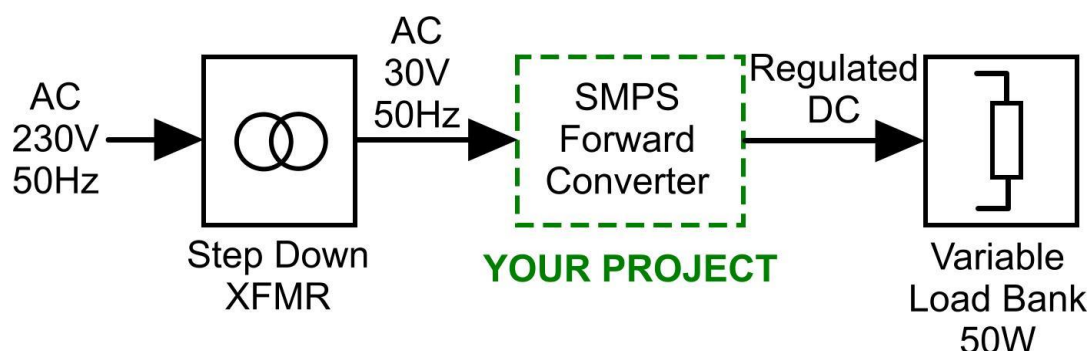 AC
230V
50Hz
Step Down
XFMR
AC
30V
50Hz
SMPS
Forward
Converter
YOUR PROJECT
Regulated
DC
Variable
Load Bank
50W